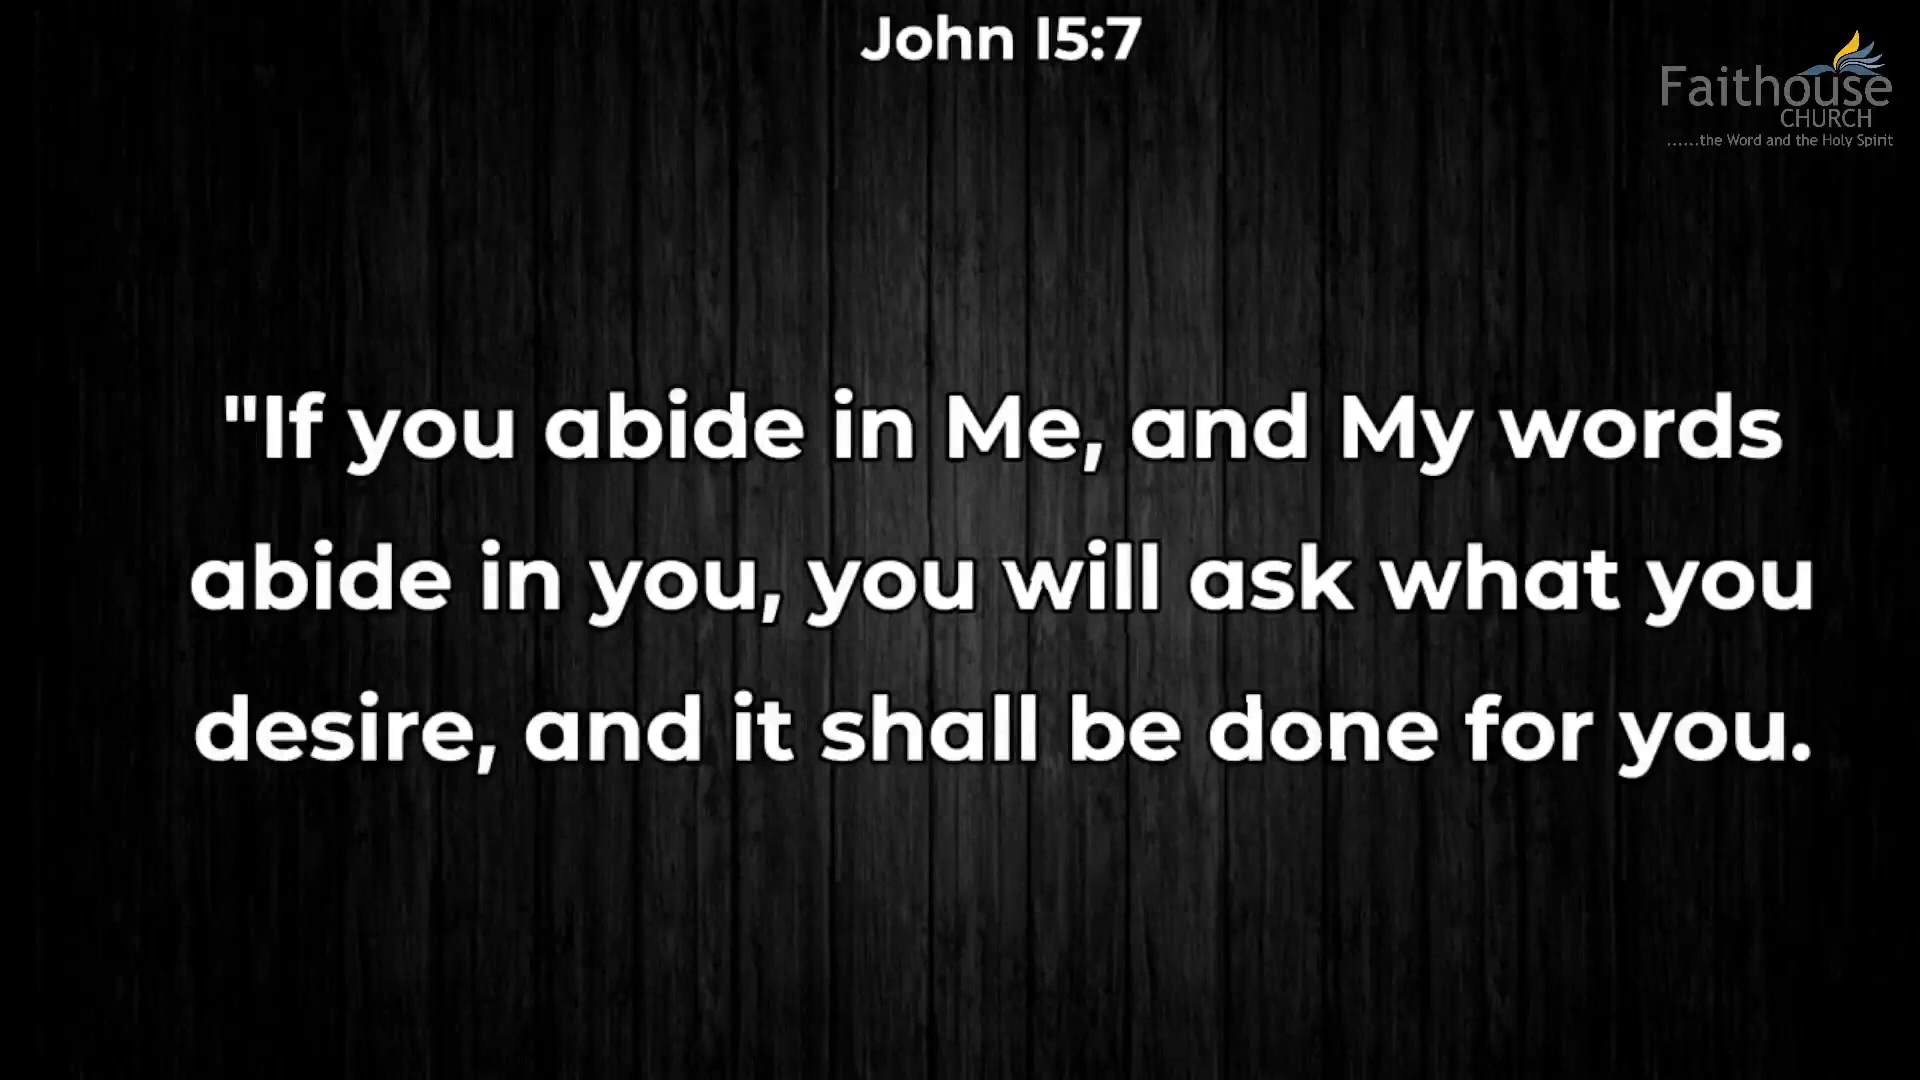 John 15:7
Faithouse
CHURCH
......the Word and the Holy Spirit
"If you abide in Me, and My words
abide in you, you will ask what you
desire, and it shall be done for you.